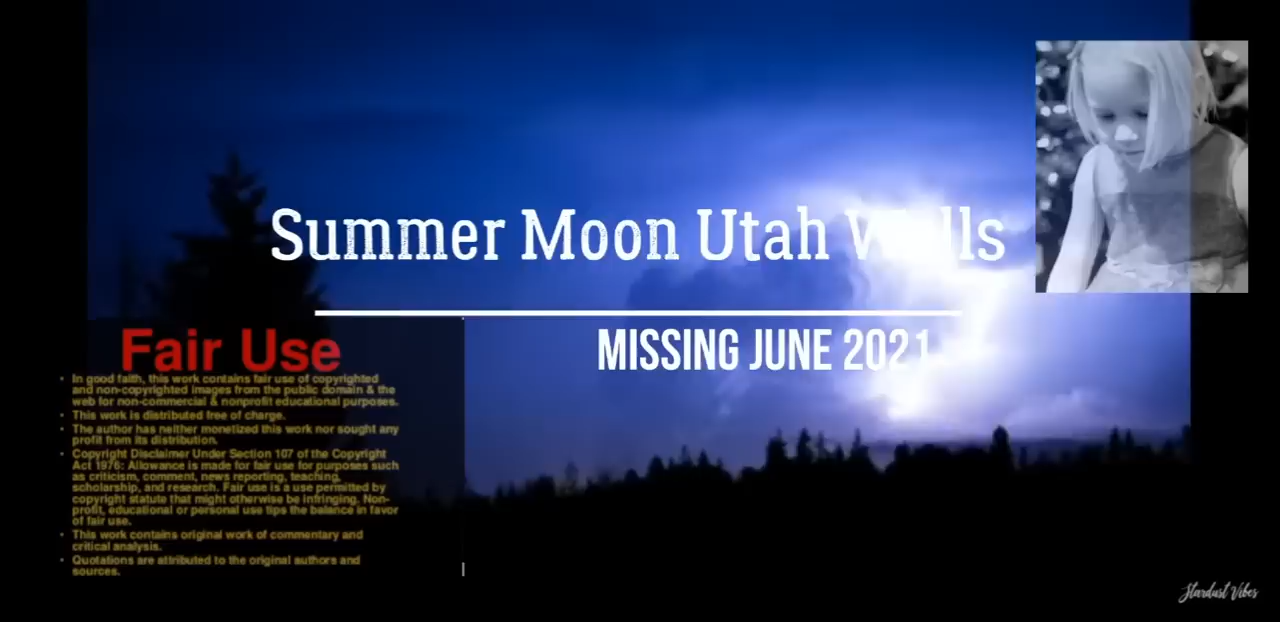 Summer Moon Utah Wells
MISSING JUNE 2021
Fair Use
• In good faith, this work contains fair use of copyrighted
and non-copyrighted images from the public domain & the
web for non-commercial & nonprofit educational purposes.
• This work is distributed free of charge.
• The author has neither monetized this work nor sought any
profit from its distribution.
• Copyright Disclaimer Under Section 107 of the Copyright
Act 1976: Allowance is made for fair use for purposes such
as criticism, comment, news reporting, teaching,
scholarship, and research. Fair use is a use permitted by
copyright statute that might otherwise be infringing. Non-
profit, educational or personal use tips the balance in favor
of fair use.
• This work contains original work of commentary and
critical analysis.
• Quotations are attributed to the original authors and
sources.
Stardust Vibes